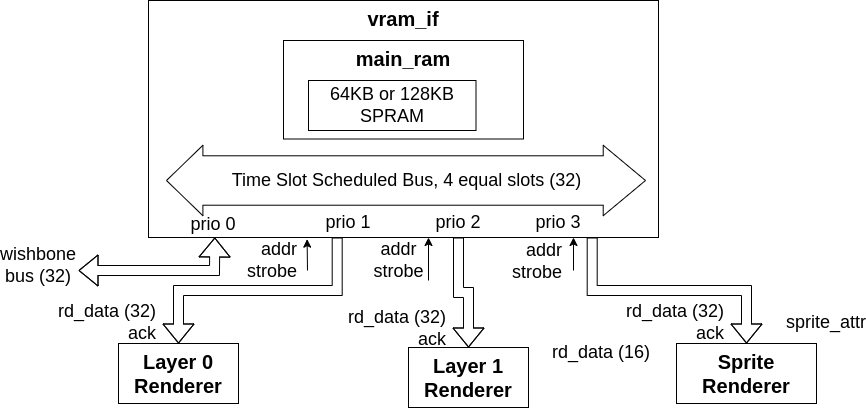 vram_if
main_ram
64KB or 128KB
SPRAM
Time Slot Scheduled Bus, 4 equal slots (32)
prio 0
prio 1
prio 2
prio 3
wishbone
bus (32)
addr
strobe
addr
strobe
addr
strobe
rd_data (32)
ack
rd_data (32)
ack
rd_data (32)
ack
sprite_attr
Layer 0
Renderer
Layer 1
Renderer
rd_data (16)
Sprite
Renderer